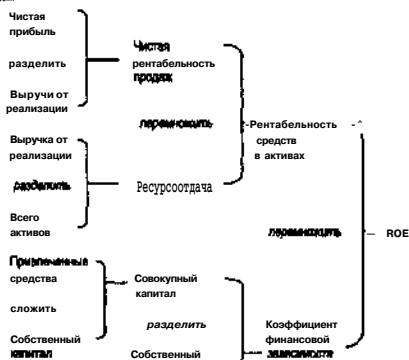 Чистая
прибыль
разделить
Выручи от
реализации
Чистая
рентабельность
продаж
перемножить
Выручка от
реализации
разделить
Всего
активов
Ресурсоотдача
-Рентабельность
средств
в активах
перемножить
ROE
Привлеченные
средства
сложить
Собственный
капитал
Совокупный
капитал
разделить
Собственный
Коэффициент
финансовой
зависимости